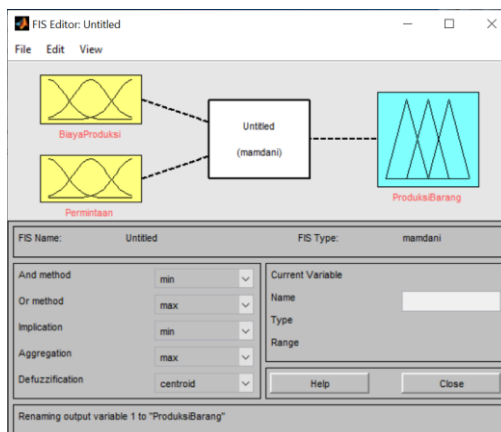 FIS Editor: Untitled
File Edit View
BiayaProduksi
Permintaan
Untitled
(mamdani)
ProduksiBarang
FIS Name: Untitled FIS Type: mamdani
And method min
Or method max
Implication min
Aggregation max
Defuzzification centroid
Current Variable
Name
Type
Range
Help Close
Renaming output variable 1 to "ProduksiBarang"